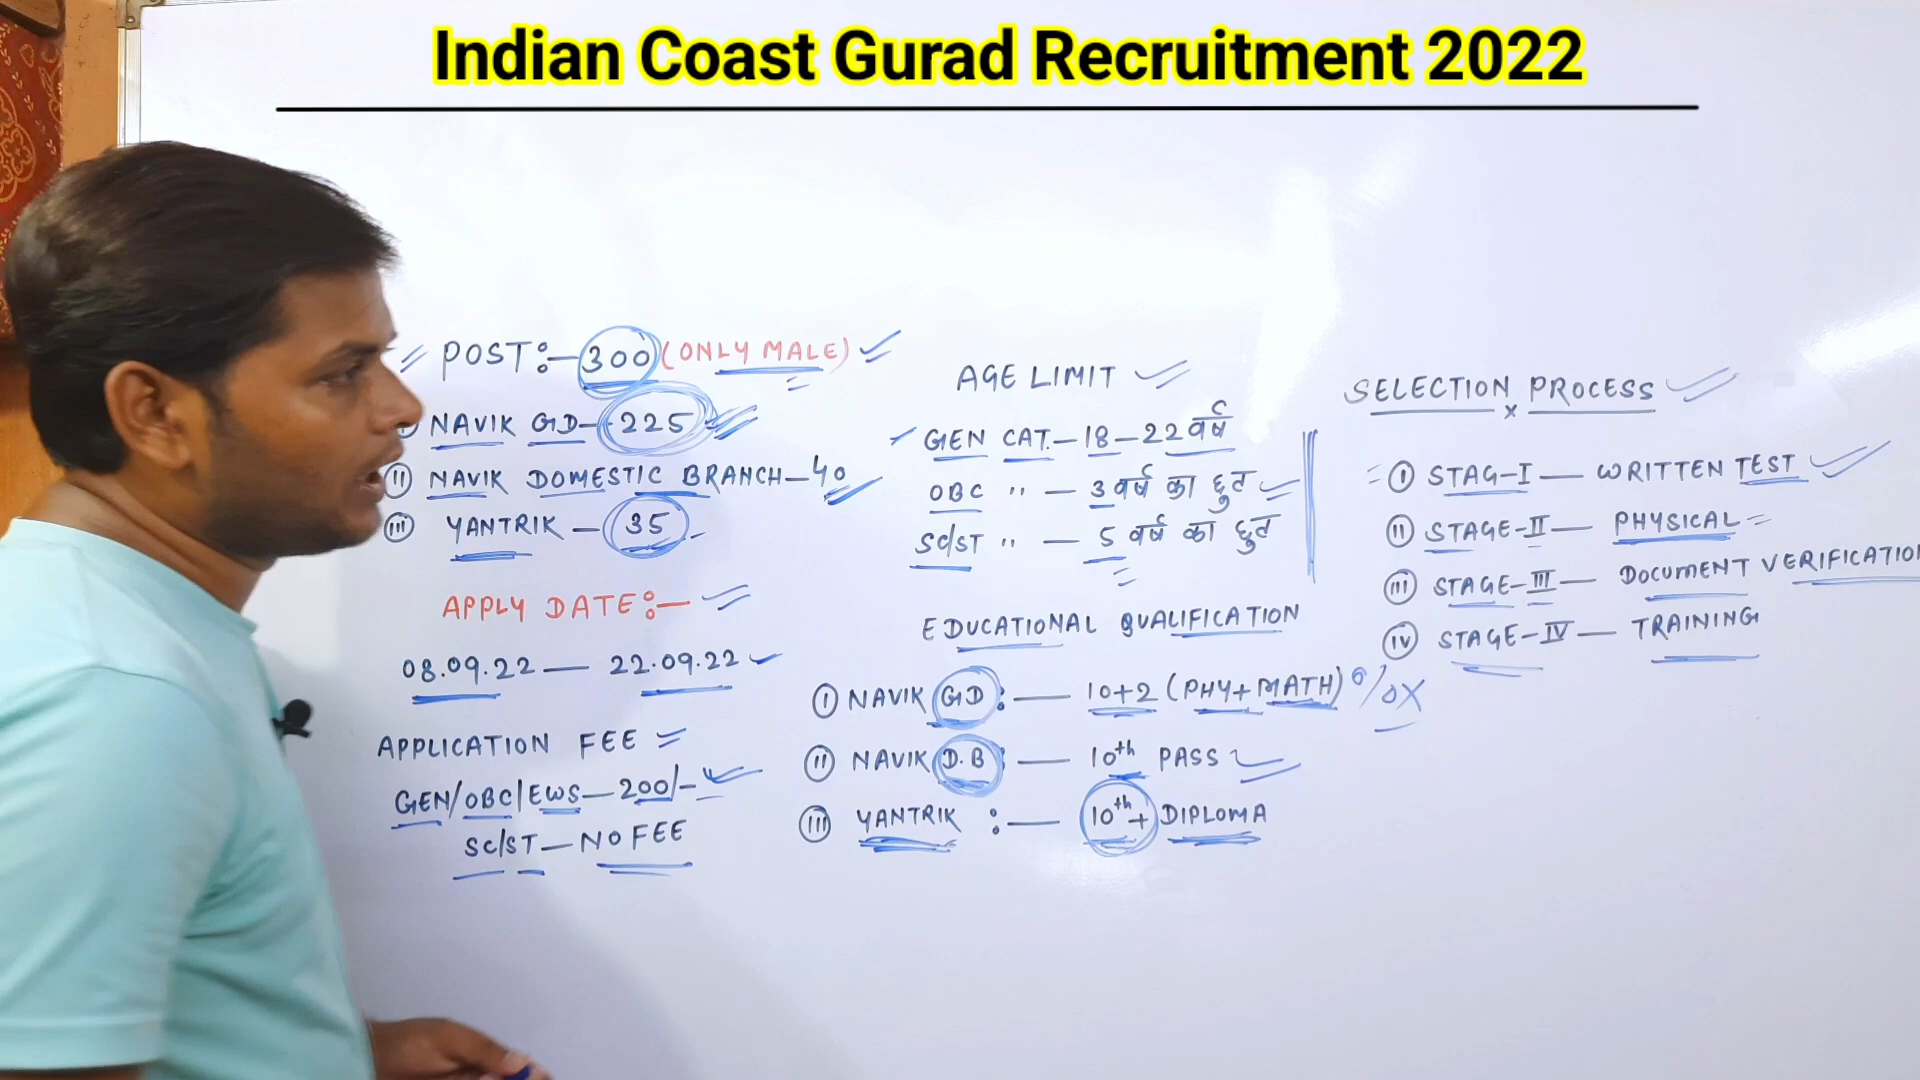 Indian Coast Gurad Recruitment 2022
POST:- 300 (ONLY MALE)
NAVIK GD - 225
(II) NAVIK DOMESTIC BRANCH - 40
(III) YANTRIK - 35
APPLY DATE:-
08.09.22 — 22.09.22
APPLICATION FEE
GEN/OBC/EWS - 200/-
SC/ST - NO FEE
AGE LIMIT
GEN CAT. - 18 - 22 वर्ष
OBC " - 3 वर्ष का छुट
SC/ST " - 5 वर्ष का छुट
EDUCATIONAL QUALIFICATION
(I) NAVIK GD :- 10+2 (PHY+MATH) %X
(II) NAVIK D.B :- 10th PASS
(III) YANTRIK :- 10th + DIPLOMA
SELECTION PROCESS
x
(I) STAG-I — WRITTEN TEST
(II) STAGE-II — PHYSICAL
(III) STAGE-III — DOCUMENT VERIFICATION
(IV) STAGE-IV — TRAINING